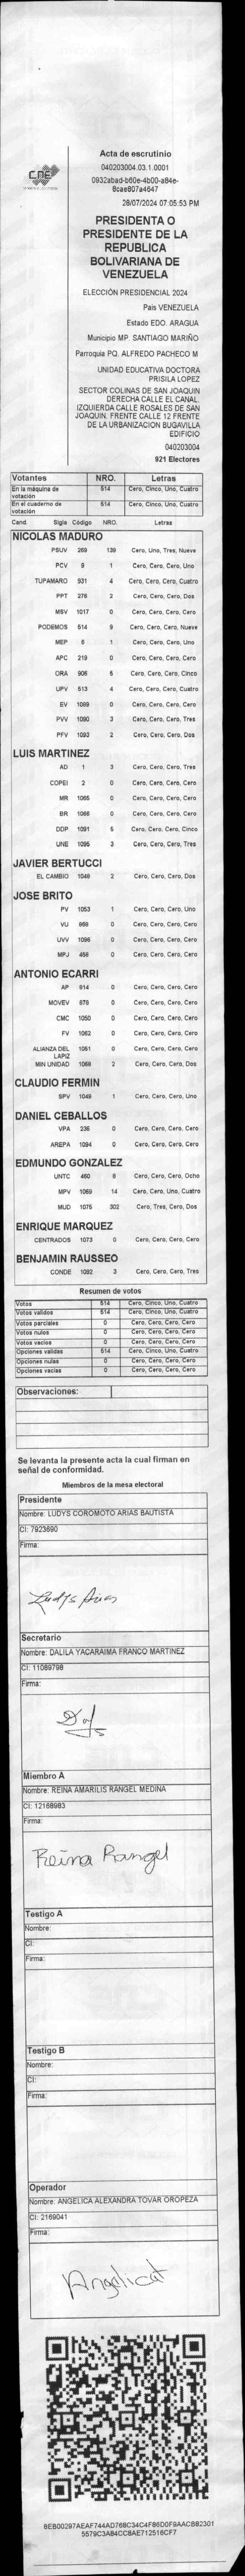 CNE
Acta de escrutinio
040203004.03.1.0001
0932abad-b60e-4b00-a84e-
6cae807a4647
28/07/2024 07:05:53 PM
PRESIDENTA O
PRESIDENTE DE LA
REPUBLICA
BOLIVARIANA DE
VENEZUELA
ELECCIÓN PRESIDENCIAL 2024
País VENEZUELA
Estado EDO. ARAGUA
Municipio MP. SANTIAGO MARIÑO
Parroquia PQ. ALFREDO PACHECO M
UNIDAD EDUCATIVA DOCTORA
PRISILA LOPEZ
SECTOR COLINAS DE SAN JOAQUIN
DERECHA CALLE EL CANAL.
IZQUIERDA CALLE ROSALES DE SAN
JOAQUIN. FRENTE CALLE 12 FRENTE
DE LA URBANIZACION BUGAVILLA
EDIFICIO
040203004
921 Electores
Votantes NRO. Letras
En la máquina de votación 514 Cero, Cinco, Uno, Cuatro
En el cuaderno de votación 514 Cero, Cinco, Uno, Cuatro
Cand. Sigla Código NRO. Letras
NICOLAS MADURO
PSUV 269 139 Cero, Uno, Tres, Nueve
PCV 9 1 Cero, Cero, Cero, Uno
TUPAMARO 931 4 Cero, Cero, Cero, Cuatro
PPT 276 2 Cero, Cero, Cero, Dos
MSV 1017 0 Cero, Cero, Cero, Cero
PODEMOS 514 9 Cero, Cero, Cero, Nueve
MEP 6 1 Cero, Cero, Cero, Uno
APC 219 0 Cero, Cero, Cero, Cero
ORA 906 5 Cero, Cero, Cero, Cinco
UPV 513 4 Cero, Cero, Cero, Cuatro
EV 1089 0 Cero, Cero, Cero, Cero
PVV 1090 3 Cero, Cero, Cero, Tres
PFV 1093 2 Cero, Cero, Cero, Dos
LUIS MARTINEZ
AD 1 3 Cero, Cero, Cero, Tres
COPEI 2 0 Cero, Cero, Cero, Cero
MR 1065 0 Cero, Cero, Cero, Cero
BR 1066 0 Cero, Cero, Cero, Cero
DDP 1091 5 Cero, Cero, Cero, Cinco
UNE 1095 3 Cero, Cero, Cero, Tres
JAVIER BERTUCCI
EL CAMBIO 1048 2 Cero, Cero, Cero, Dos
JOSE BRITO
PV 1053 1 Cero, Cero, Cero, Uno
VU 868 0 Cero, Cero, Cero, Cero
UVV 1096 0 Cero, Cero, Cero, Cero
MPJ 458 0 Cero, Cero, Cero, Cero
ANTONIO ECARRI
AP 914 0 Cero, Cero, Cero, Cero
MOVEV 679 0 Cero, Cero, Cero, Cero
CMC 1050 0 Cero, Cero, Cero, Cero
FV 1062 0 Cero, Cero, Cero, Cero
ALIANZA DEL LAPIZ 1061 0 Cero, Cero, Cero, Cero
MIN UNIDAD 1068 2 Cero, Cero, Cero, Dos
CLAUDIO FERMIN
SPV 1049 1 Cero, Cero, Cero, Uno
DANIEL CEBALLOS
VPA 236 0 Cero, Cero, Cero, Cero
AREPA 1094 0 Cero, Cero, Cero, Cero
EDMUNDO GONZALEZ
UNTC 460 8 Cero, Cero, Cero, Ocho
MPV 1069 14 Cero, Cero, Uno, Cuatro
MUD 1075 302 Cero, Tres, Cero, Dos
ENRIQUE MARQUEZ
CENTRADOS 1073 0 Cero, Cero, Cero, Cero
BENJAMIN RAUSSEO
CONDE 1092 3 Cero, Cero, Cero, Tres
Resumen de votos
Votos 514 Cero, Cinco, Uno, Cuatro
Votos validos 514 Cero, Cinco, Uno, Cuatro
Votos parciales 0 Cero, Cero, Cero, Cero
Votos nulos 0 Cero, Cero, Cero, Cero
Votos vacios 0 Cero, Cero, Cero, Cero
Opciones validas 514 Cero, Cinco, Uno, Cuatro
Opciones nulas 0 Cero, Cero, Cero, Cero
Opciones vacias 0 Cero, Cero, Cero, Cero
Observaciones:
Se levanta la presente acta la cual firman en
señal de conformidad.
Miembros de la mesa electoral
Presidente
Nombre: LUDYS COROMOTO ARIAS BAUTISTA
CI: 7923690
Firma:
Ludys Arias
Secretario
Nombre: DALILA YACARAIMA FRANCO MARTINEZ
CI: 11089798
Firma:
Miembro A
Nombre: REINA AMARILIS RANGEL MEDINA
CI: 12168983
Firma:
Reina Rangel
Testigo A
Nombre:
CI:
Firma:
Testigo B
Nombre:
CI:
Firma:
Operador
Nombre: ANGELICA ALEXANDRA TOVAR OROPEZA
CI: 2169041
Firma:
Angelica
8EB00297AEAF744AD768C34C4F86D0F9AACB82301
5579C3AB4CC8AE712516CF7